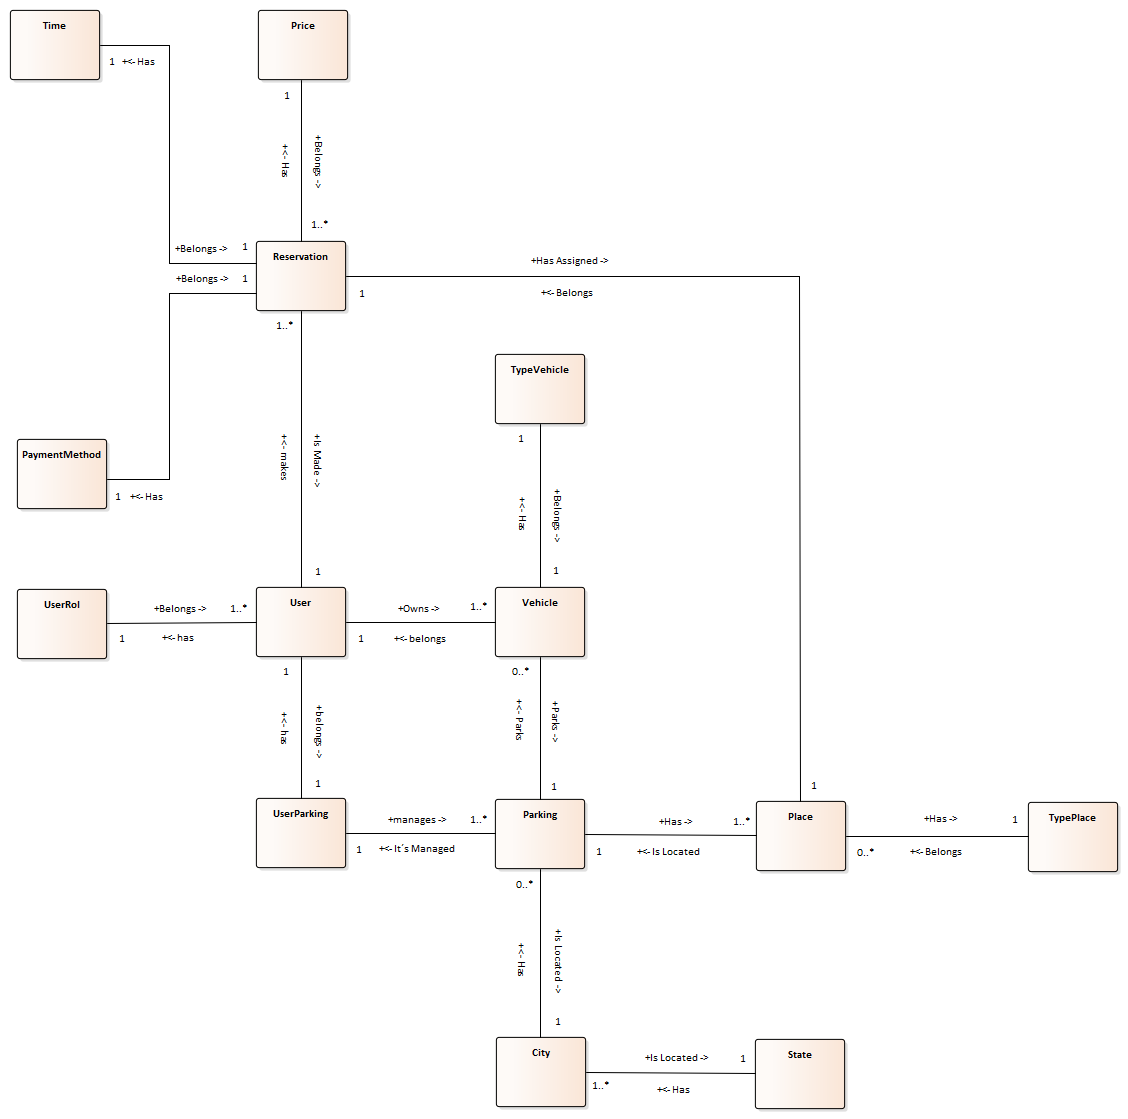 Time
Price
1 +<- Has
1
+<- Has
+Belongs ->
1..*
+Belongs -> 1
Reservation
+Has Assigned ->
+Belongs -> 1
1
+<- Belongs
1..*
TypeVehicle
1
+<- makes
+Is Made ->
PaymentMethod
1 +<- Has
+<- Has
+Belongs ->
1
1
UserRol
+Belongs -> 1..*
User
+Owns -> 1..*
Vehicle
1 +<- has
1 +<- belongs
1
0..*
+<- has
+belongs ->
+<- Parks
+Parks ->
1
1
1
UserParking
+manages -> 1..*
Parking
+Has -> 1..*
Place
+Has -> 1
TypePlace
1 +<- It´s Managed
1 +<- Is Located
0..* +<- Belongs
0..*
+<- Has
+Is Located ->
1
City
+Is Located -> 1
State
1..* +<- Has